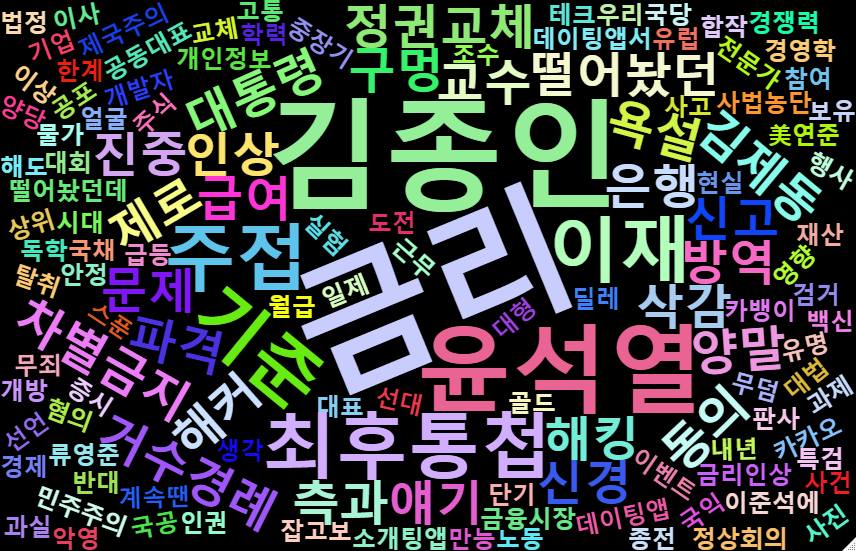 법정
이사
제국주의
교체
고통
학력
중장기
정권교체
테크
우리
국당
합작
경쟁력
기업
한계
공동대표
개인정보
구멍
조수
데이팅앱서
유럽
전문가
경영학
이상
공포
개발자
대통령
교수
떨어놨던
참여
양당
얼굴
주식
김종인
욕설
사고
사법농단
보유
물가
진중
인상
김제동
美연준
해도
대회
급여
은행
현실
행사
떨어놨던데
제로
금리
이재
신고
상위
시대
주접
실험
도전
재산
독학
국채
급등
근무
방역
영향
탈취
안정
문제
월급
일제
딜레
삭감
검거
차별금지
스폰
파격
기준
대형
카뱅이
백신
무죄
윤석열
양말
유명
개방
증시
해커
대표
선대
골드
무덤
대법
과제
선언
혐의
거수경례
최후통첩
해킹
동의
판사
경제
류영준
생각
내년
카카오
반대
신경
이벤트
특검
민주주의
계속땐
측과
얘기
단기
금리인상
사건
과실
국공
인권
잡고보
금융시장
데이팅앱
국익
이준석에
사진
악영
소개팅앱
만능
노동
종전
정상회의